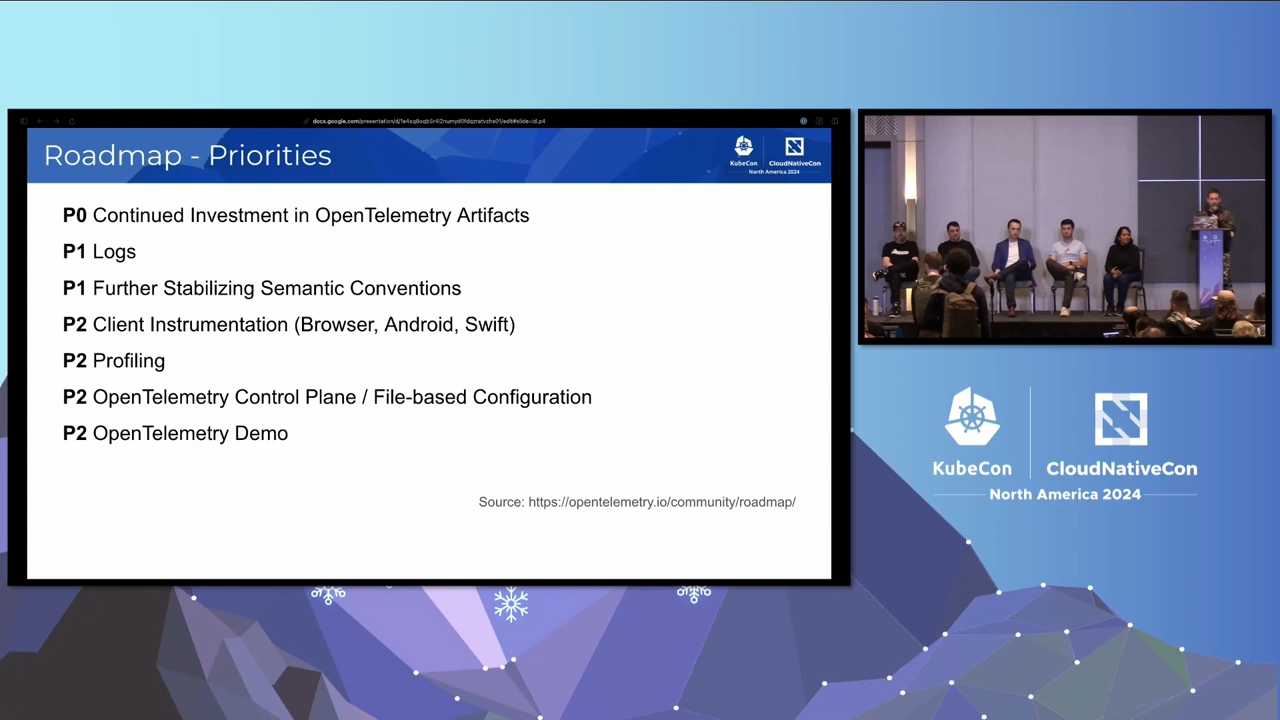 Roadmap - Priorities
KubeCon
CloudNativeCon
North America 2024
P0 Continued Investment in OpenTelemetry Artifacts
P1 Logs
P1 Further Stabilizing Semantic Conventions
P2 Client Instrumentation (Browser, Android, Swift)
P2 Profiling
P2 OpenTelemetry Control Plane / File-based Configuration
P2 OpenTelemetry Demo
Source: https://opentelemetry.io/community/roadmap/
KubeCon
CloudNativeCon
North America 2024